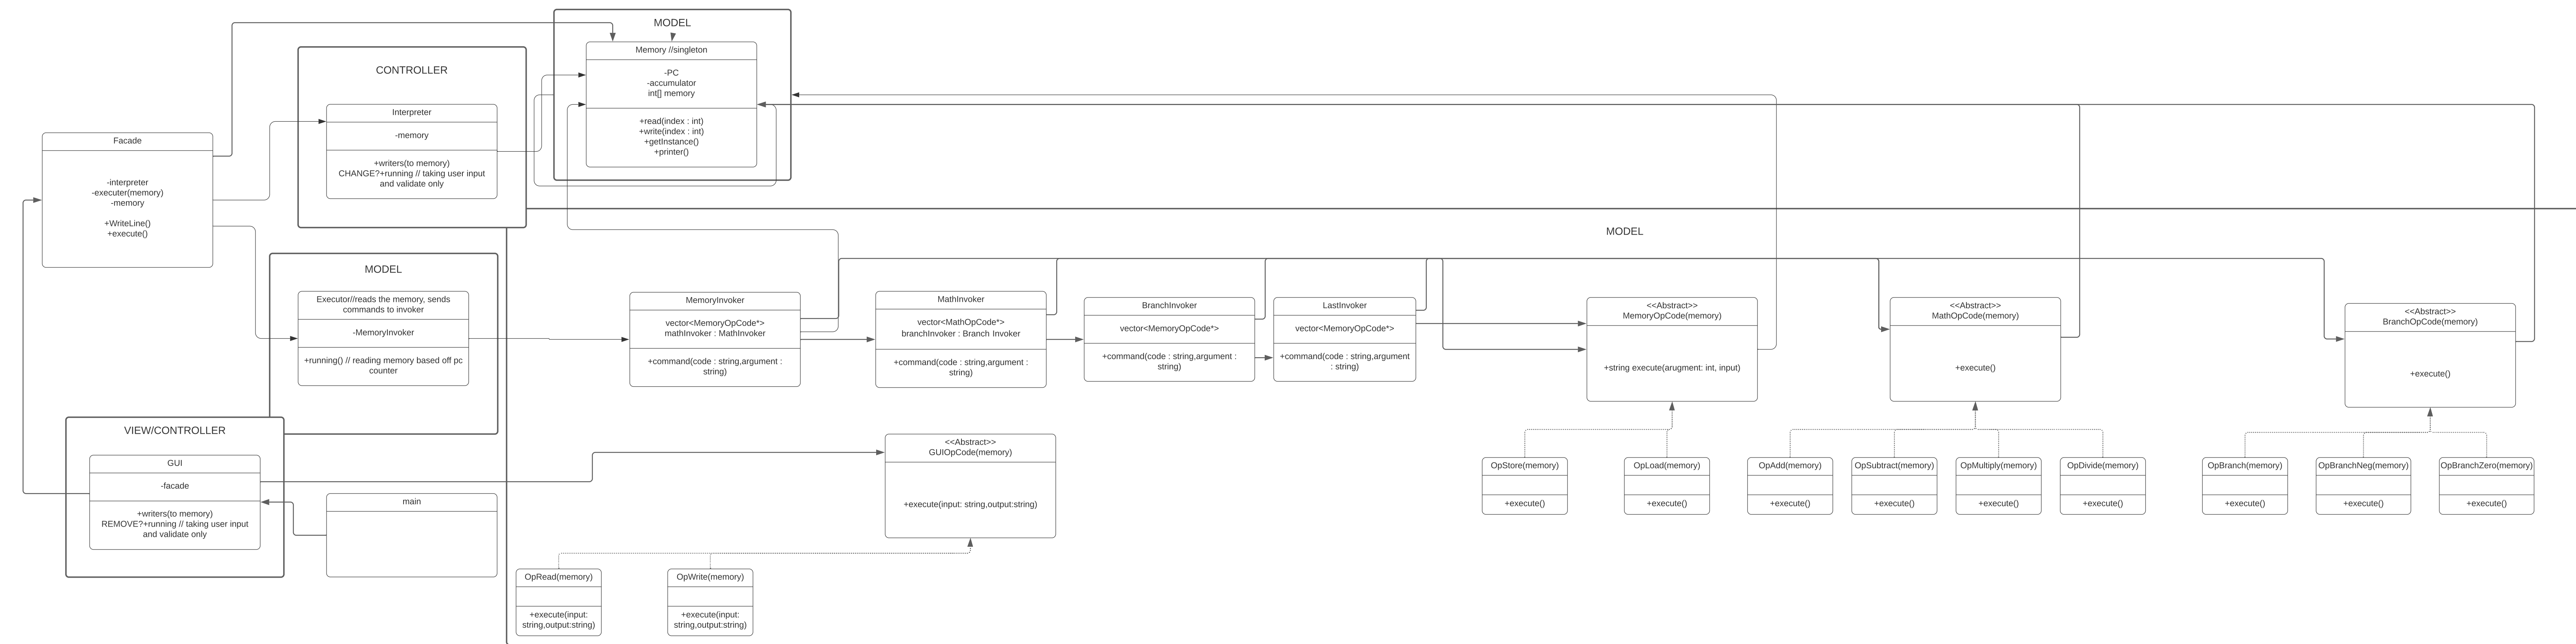 MODEL
Memory //singleton
-PC
-accumulator
int[] memory
+read(index : int)
+write(index : int)
+getInstance()
+printer()
CONTROLLER
Interpreter
-memory
+writers(to memory)
CHANGE?+running // taking user input
and validate only
Facade
-interpreter
-executer(memory)
-memory
+WriteLine()
+execute()
MODEL
MODEL
Executor//reads the memory, sends
commands to invoker
-MemoryInvoker
+running() // reading memory based off pc
counter
MemoryInvoker
vector<MemoryOpCode*>
mathInvoker : MathInvoker
+command(code : string,argument :
string)
MathInvoker
vector<MathOpCode*>
branchInvoker : Branch Invoker
+command(code : string,argument :
string)
BranchInvoker
vector<MemoryOpCode*>
+command(code : string,argument :
string)
LastInvoker
vector<MemoryOpCode*>
+command(code : string,argument
: string)
<<Abstract>>
MemoryOpCode(memory)
+string execute(arugment: int, input)
<<Abstract>>
MathOpCode(memory)
+execute()
<<Abstract>>
BranchOpCode(memory)
+execute()
VIEW/CONTROLLER
GUI
-facade
+writers(to memory)
REMOVE?+running // taking user input
and validate only
main
<<Abstract>>
GUIOpCode(memory)
+execute(input: string,output:string)
OpStore(memory)
+execute()
OpLoad(memory)
+execute()
OpAdd(memory)
+execute()
OpSubtract(memory)
+execute()
OpMultiply(memory)
+execute()
OpDivide(memory)
+execute()
OpBranch(memory)
+execute()
OpBranchNeg(memory)
+execute()
OpBranchZero(memory)
+execute()
OpRead(memory)
+execute(input:
string,output:string)
OpWrite(memory)
+execute(input:
string,output:string)